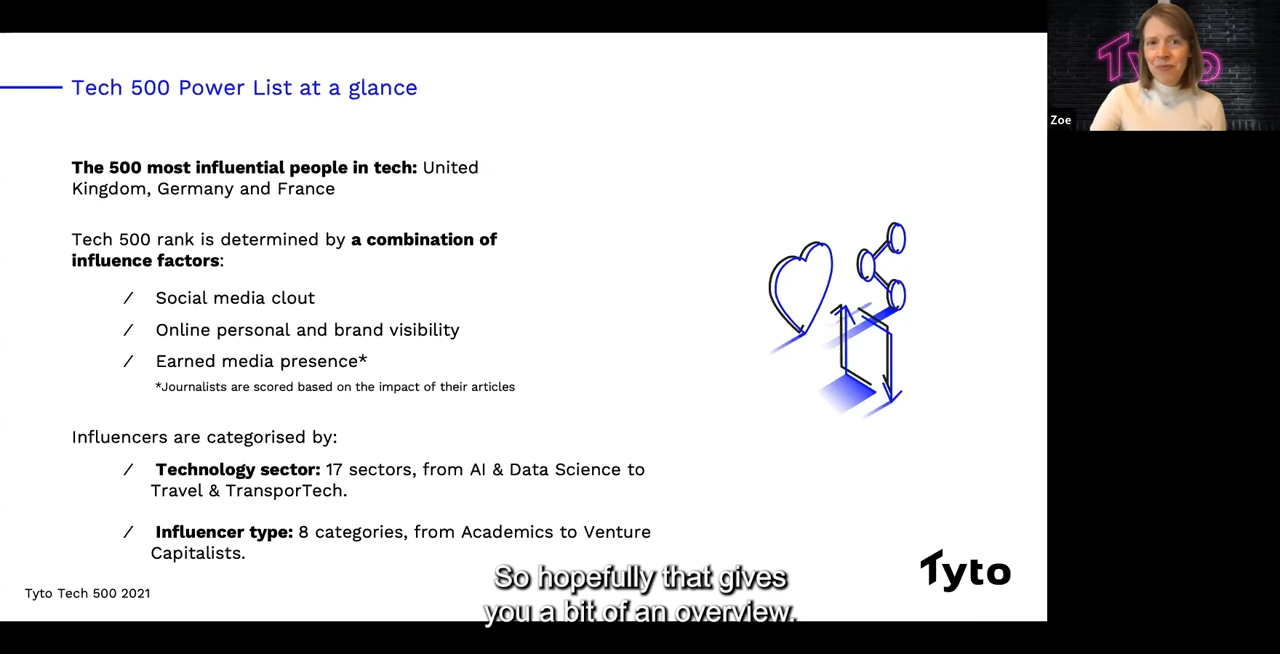 Tech 500 Power List at a glance
The 500 most influential people in tech: United
Kingdom, Germany and France
Tech 500 rank is determined by a combination of
influence factors:
/ Social media clout
/ Online personal and brand visibility
/ Earned media presence*
*Journalists are scored based on the impact of their articles
Influencers are categorised by:
/ Technology sector: 17 sectors, from AI & Data Science to
Travel & TransporTech.
/ Influencer type: 8 categories, from Academics to Venture
Capitalists.
Tyto Tech 500 2021
Tyto
So hopefully that gives
you a bit of an overview.
Tyto
Zoe